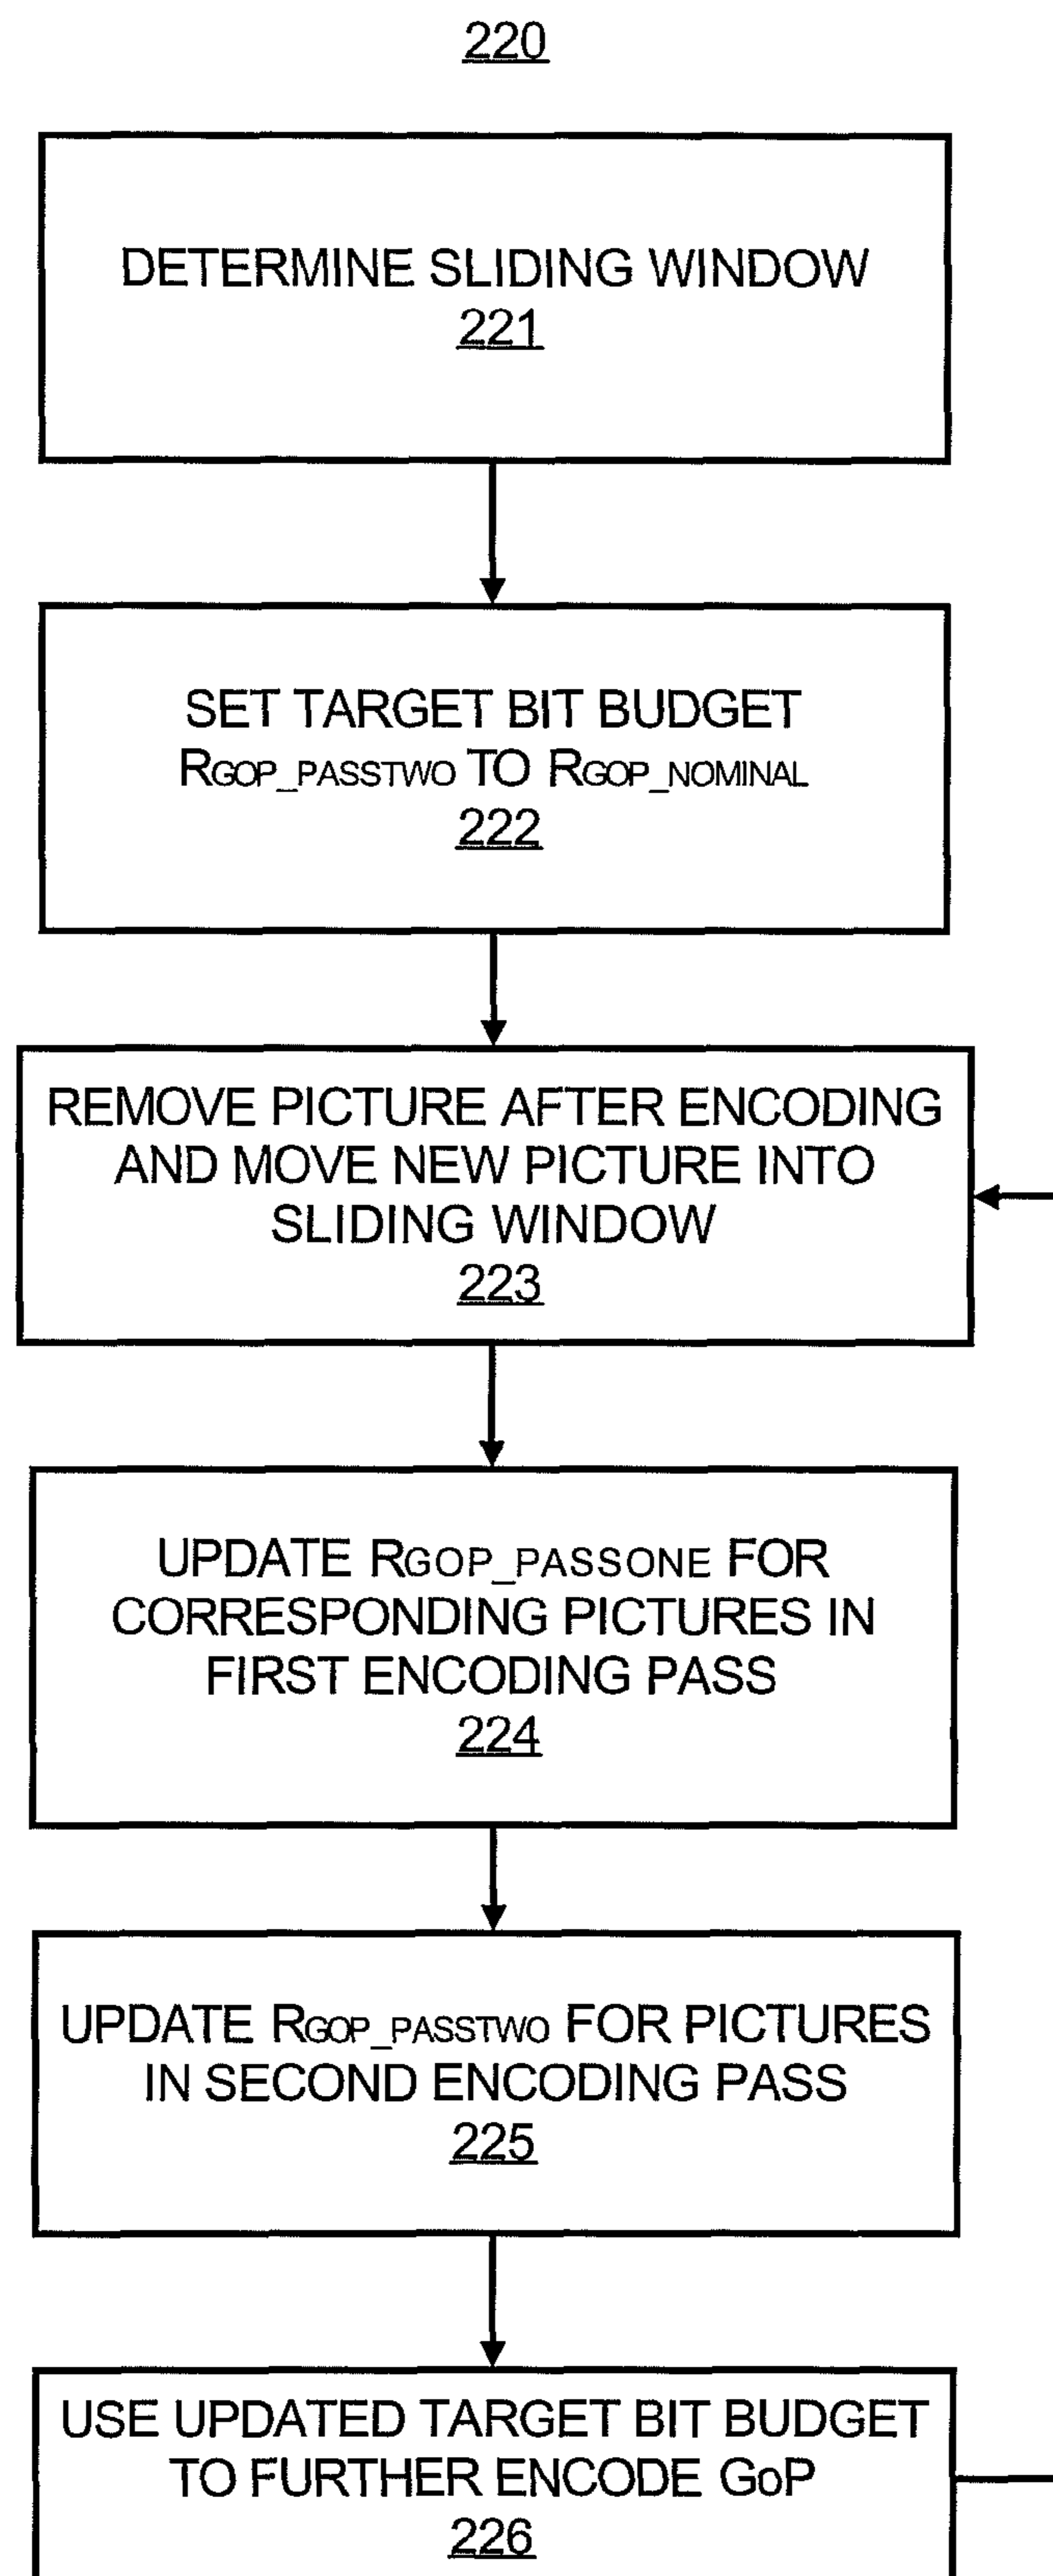 220
DETERMINE SLIDING WINDOW
221
SET TARGET BIT BUDGET
RGOP_PASSTWO TO RGOP_NOMINAL
222
REMOVE PICTURE AFTER ENCODING
AND MOVE NEW PICTURE INTO
SLIDING WINDOW
223
UPDATE RGOP_PASSONE FOR
CORRESPONDING PICTURES IN
FIRST ENCODING PASS
224
UPDATE RGOP_PASSTWO FOR PICTURES
IN SECOND ENCODING PASS
225
USE UPDATED TARGET BIT BUDGET
TO FURTHER ENCODE GoP
226